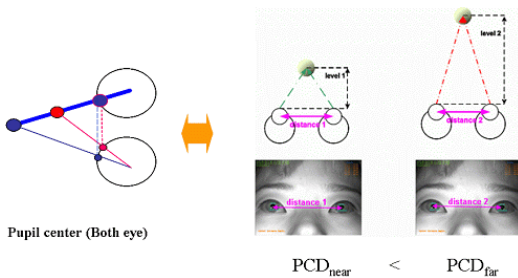 level 1
level 2
distance 1
distance 2
distance 1
distance 2
Pupil center (Both eye)
PCDnear < PCDfar